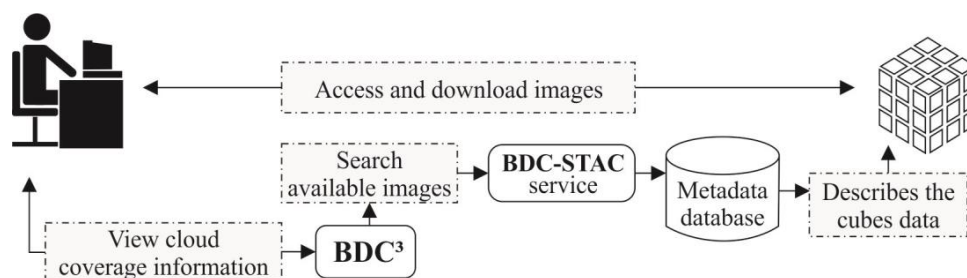 Access and download images
Search
available images
BDC-STAC
service
Metadata
database
Describes the
cubes data
View cloud
coverage information
BDC³